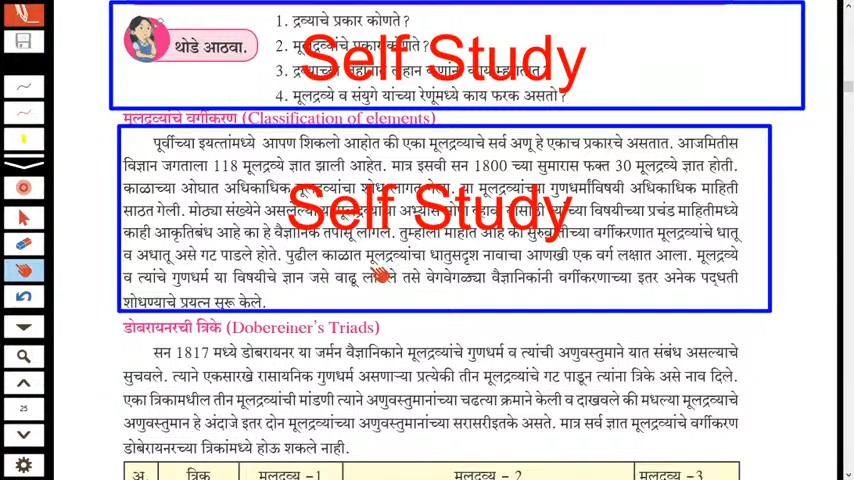 1. द्रव्याचे प्रकार कोणते ?
थोडे आठवा.
2. मूलद्रव्यांचे प्रकार कोणते ?
Self Study
3. द्रव्याच्या लहानात लहान कणांना काय म्हणतात ?
4. मूलद्रव्ये व संयुगे यांच्या रेणूंमध्ये काय फरक असतो ?
मूलद्रव्यांचे वर्गीकरण (Classification of elements)
पूर्वीच्या इयत्तांमध्ये आपण शिकलो आहोत की एका मूलद्रव्याचे सर्व अणू हे एकाच प्रकारचे असतात. आजमितीस
विज्ञान जगताला 118 मूलद्रव्ये ज्ञात झाली आहेत. मात्र इसवी सन 1800 च्या सुमारास फक्त 30 मूलद्रव्ये ज्ञात होती.
काळाच्या ओघात अधिकाधिक मूलद्रव्यांचा शोध लागत गेला. या मूलद्रव्यांच्या गुणधर्मांविषयी अधिकाधिक माहिती
Self Study
साठत गेली. मोठ्या संख्येने असलेल्या या मूलद्रव्यांचा अभ्यास सोपा व्हावा यासाठी त्यांच्या विषयीच्या प्रचंड माहितीमध्ये
काही आकृतिबंध आहे का हे वैज्ञानिक तपासू लागले. तुम्हाला माहीत आहे की सुरुवातीच्या वर्गीकरणात मूलद्रव्यांचे धातू
व अधातू असे गट पाडले होते. पुढील काळात मूलद्रव्यांचा धातुसदृश नावाचा आणखी एक वर्ग लक्षात आला. मूलद्रव्ये
व त्यांचे गुणधर्म या विषयीचे ज्ञान जसे वाढू लागले तसे वेगवेगळ्या वैज्ञानिकांनी वर्गीकरणाच्या इतर अनेक पद्धती
शोधण्याचे प्रयत्न सुरू केले.
डोबरायनरची त्रिके (Dobereiner's Triads)
सन 1817 मध्ये डोबरायनर या जर्मन वैज्ञानिकाने मूलद्रव्यांचे गुणधर्म व त्यांची अणुवस्तुमाने यात संबंध असल्याचे
सुचवले. त्याने एकसारखे रासायनिक गुणधर्म असणाऱ्या प्रत्येकी तीन मूलद्रव्यांचे गट पाडून त्यांना त्रिके असे नाव दिले.
एका त्रिकामधील तीन मूलद्रव्यांची मांडणी त्याने अणुवस्तुमानांच्या चढत्या क्रमाने केली व दाखवले की मधल्या मूलद्रव्याचे
अणुवस्तुमान हे अंदाजे इतर दोन मूलद्रव्यांच्या अणुवस्तुमानांच्या सरासरीइतके असते. मात्र सर्व ज्ञात मूलद्रव्यांचे वर्गीकरण
डोबेरायनरच्या त्रिकांमध्ये होऊ शकले नाही.
अ. त्रिक मूलद्रव्य -1 मूलद्रव्य - 2 मूलद्रव्य -3
25